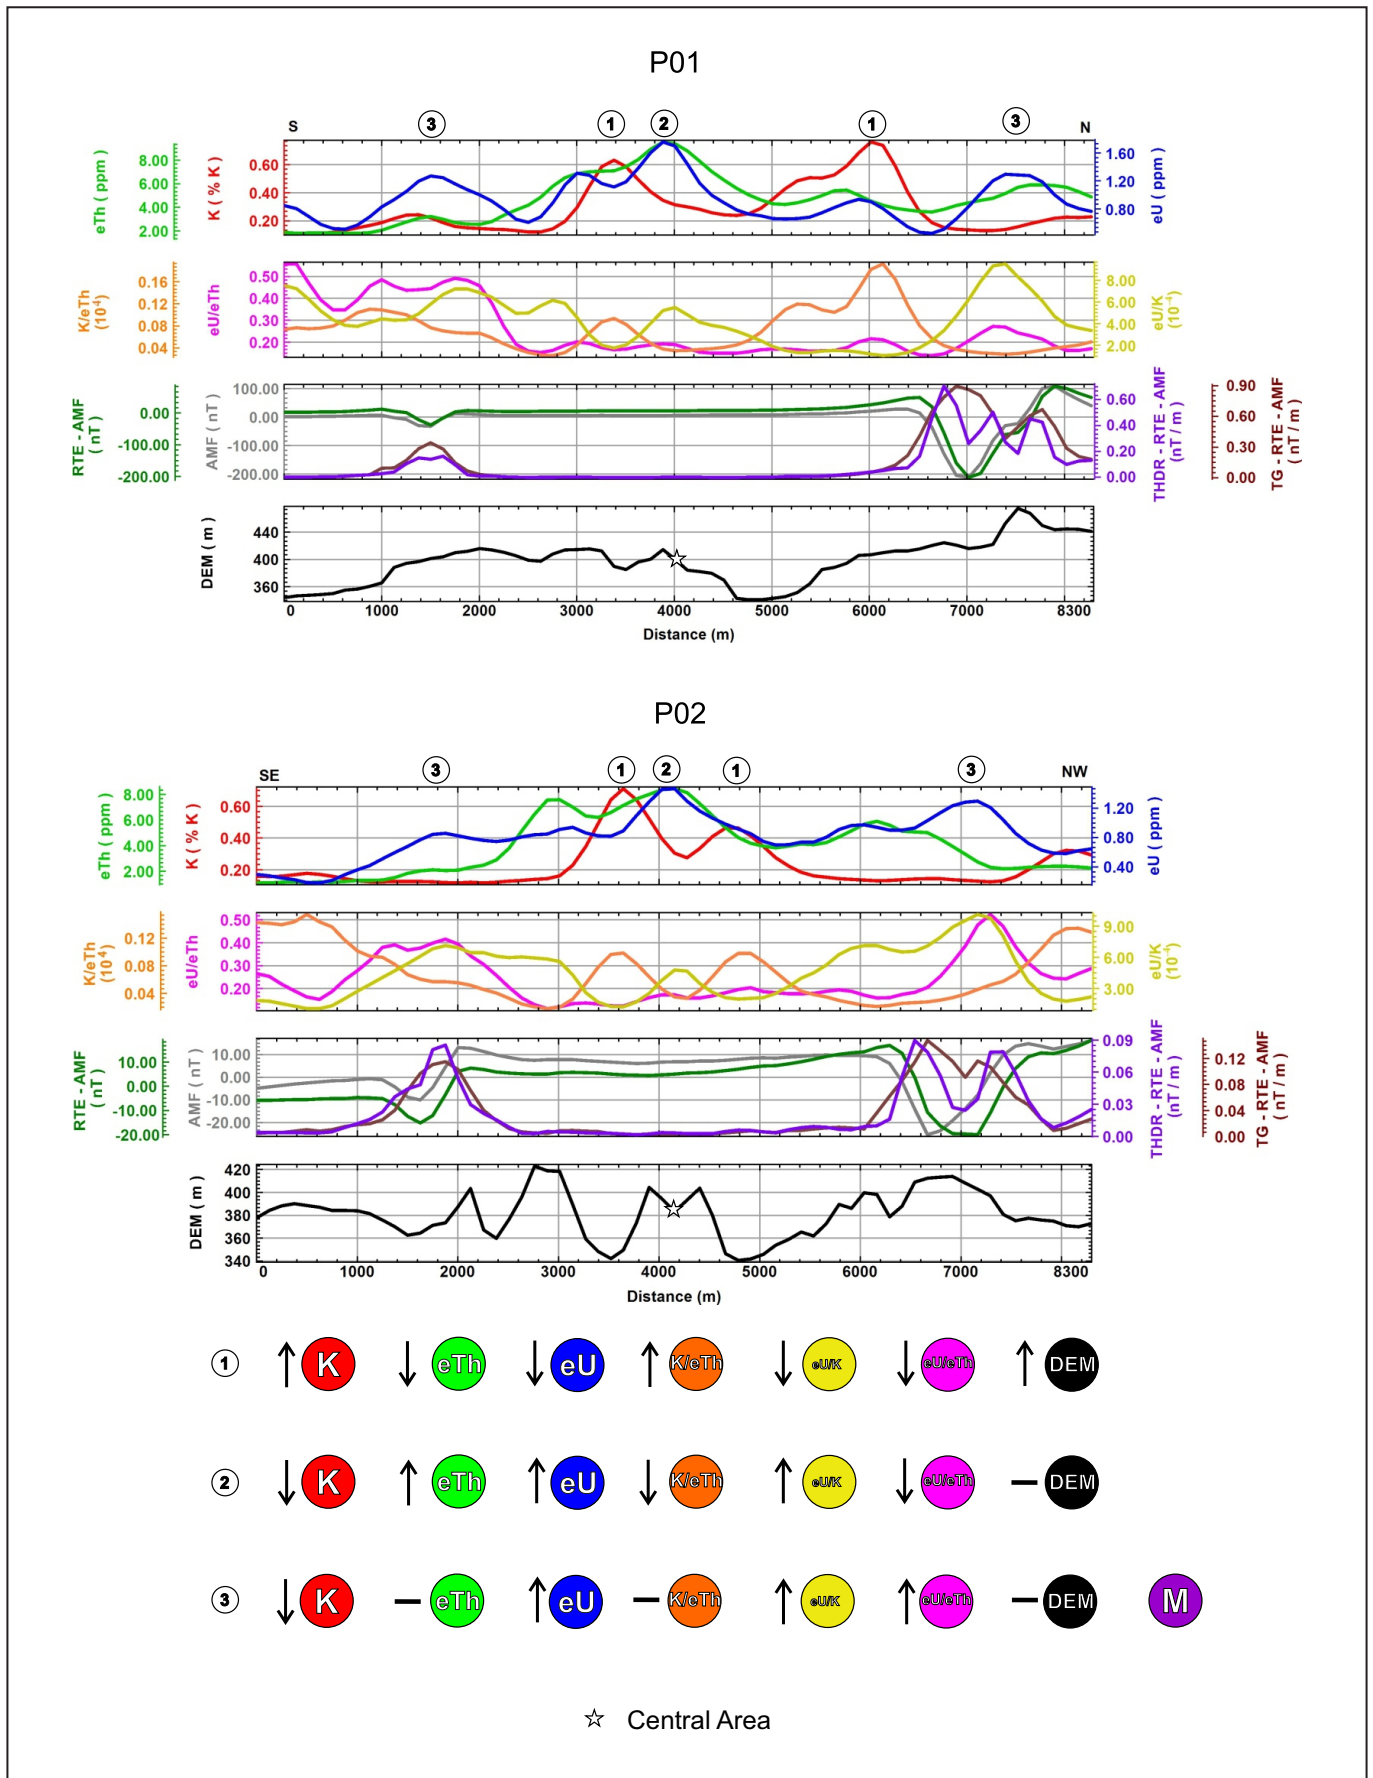 P01
S 3 1 2 1 3 N
eTh ( ppm )
8.00
6.00
4.00
2.00
K ( % K )
0.60
0.40
0.20
1.60
1.20
0.80
eU ( ppm )
K/eTh
(10⁻⁴)
0.16
0.12
0.08
0.04
eU/eTh
0.50
0.40
0.30
0.20
8.00
6.00
4.00
2.00
eU/K
(10⁻⁴)
RTE - AMF
( nT )
0.00
-100.00
-200.00
AMF ( nT )
100.00
0.00
-100.00
-200.00
0.60
0.40
0.20
0.00
THDR - RTE - AMF
(nT / m )
0.90
0.60
0.30
0.00
TG - RTE - AMF
( nT / m )
DEM ( m )
440
400
360
0 1000 2000 3000 4000 5000 6000 7000 8300
Distance (m)
P02
SE 3 1 2 1 3 NW
eTh ( ppm )
8.00
6.00
4.00
2.00
K ( % K )
0.60
0.40
0.20
1.20
0.80
0.40
eU ( ppm )
K/eTh
(10⁻⁴)
0.12
0.08
0.04
eU/eTh
0.50
0.40
0.30
0.20
9.00
6.00
3.00
eU/K
(10⁻⁴)
RTE - AMF
( nT )
10.00
0.00
-10.00
-20.00
AMF ( nT )
10.00
0.00
-10.00
-20.00
0.09
0.06
0.03
0.00
THDR - RTE - AMF
(nT / m )
0.12
0.08
0.04
0.00
TG - RTE - AMF
( nT / m )
DEM ( m )
420
400
380
360
340
0 1000 2000 3000 4000 5000 6000 7000 8300
Distance (m)
1 ↑ K ↓ eTh ↓ eU ↑ K/eTh ↓ eU/K ↓ eU/eTh ↑ DEM
2 ↓ K ↑ eTh ↑ eU ↓ K/eTh ↑ eU/K ↓ eU/eTh − DEM
3 ↓ K − eTh ↑ eU − K/eTh ↑ eU/K ↑ eU/eTh − DEM M
☆ Central Area